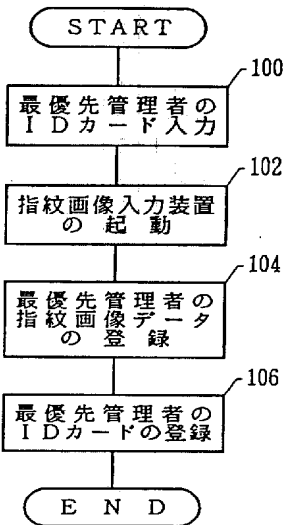 START
100
最優先管理者の
IDカード入力
102
指紋画像入力装置
の起動
104
最優先管理者の
指紋画像データ
の登録
106
最優先管理者の
IDカードの登録
END